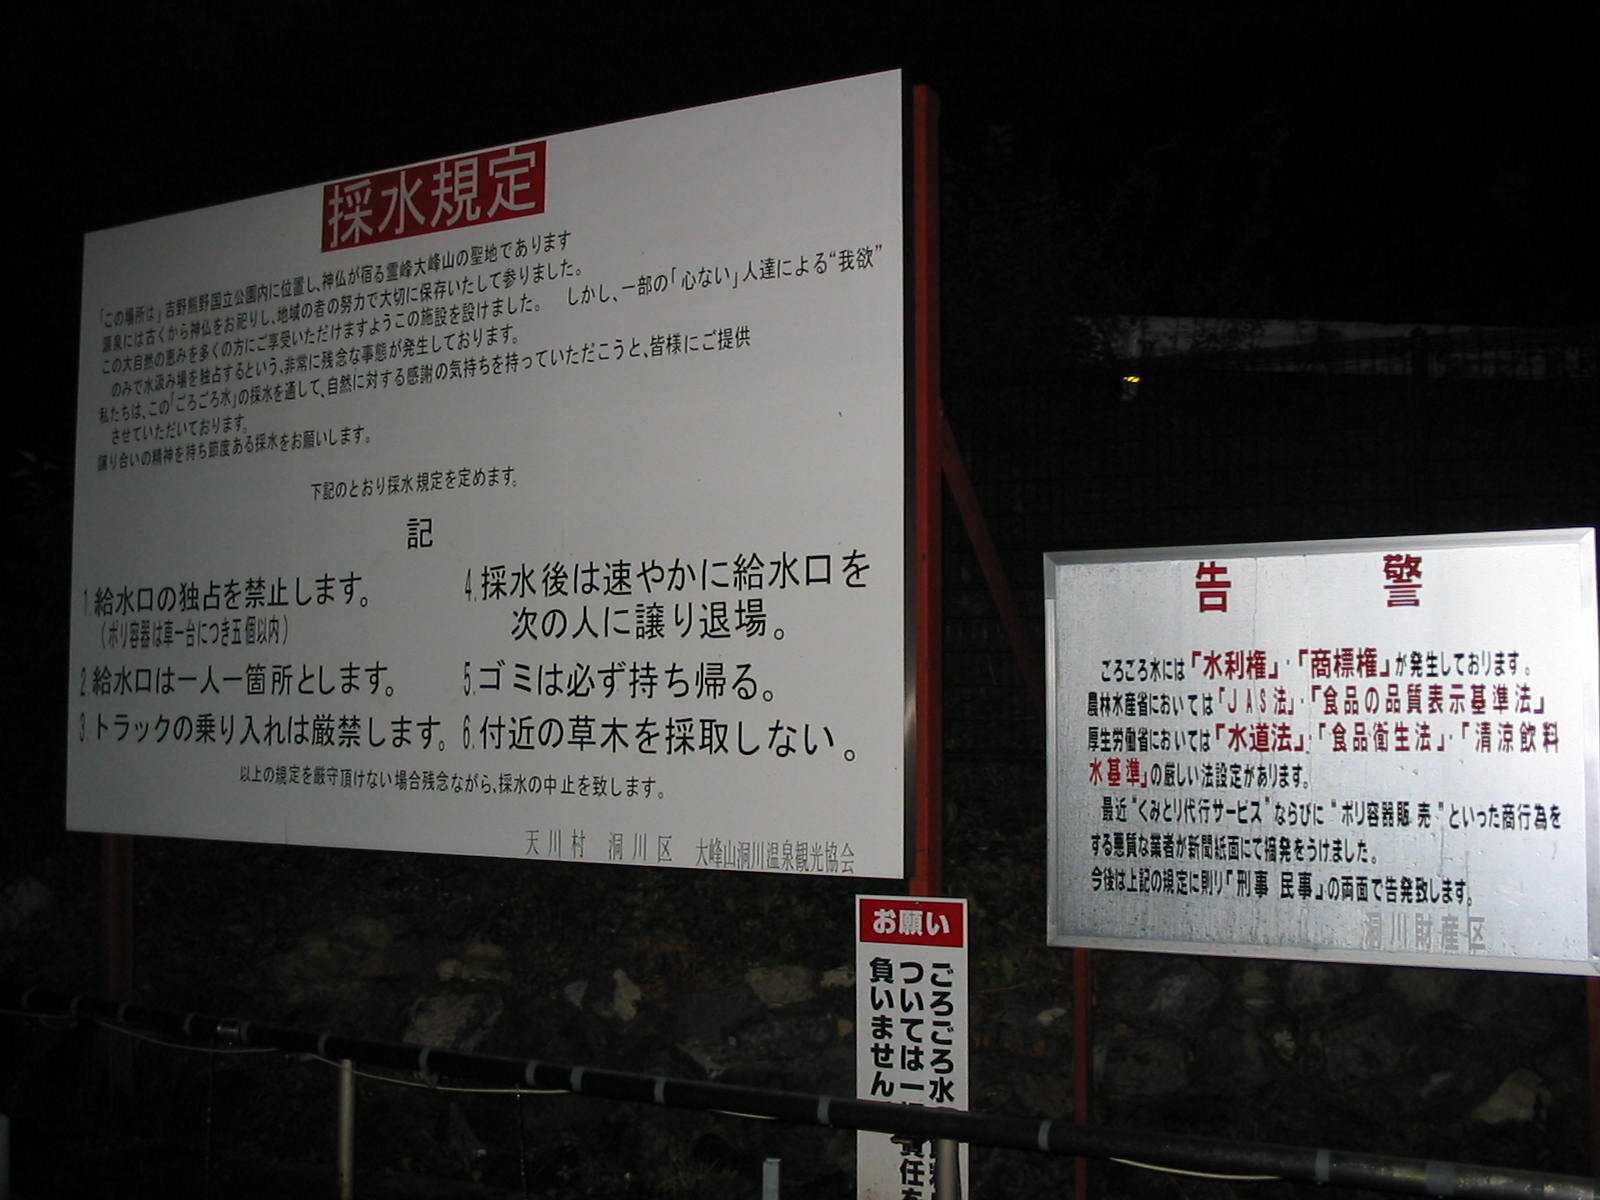 採水規定
「この場所は」吉野熊野国立公園内に位置し、神仏が宿る霊峰大峰山の聖地であります
源泉には古くから神仏をお祀りし、地域の者の努力で大切に保存いたして参りました。
この大自然の恵みを多くの方にご享受いただけますようこの施設を設けました。 しかし、一部の「心ない」人達による“我欲”
のみで水汲み場を独占するという、非常に残念な事態が発生しております。
私たちは、この「ごろごろ水」の採水を通して、自然に対する感謝の気持ちを持っていただこうと、皆様にご提供
させていただいております。
譲り合いの精神を持ち節度ある採水をお願いします。
下記のとおり採水規定を定めます。
記
1.給水口の独占を禁止します。
（ポリ容器は車一台につき五個以内）
2.給水口は一人一箇所とします。
3.トラックの乗り入れは厳禁します。
4.採水後は速やかに給水口を
次の人に譲り退場。
5.ゴミは必ず持ち帰る。
6.付近の草木を採取しない。
以上の規定を厳守頂けない場合残念ながら、採水の中止を致します。
天川村 洞川区 大峰山洞川温泉観光協会
お願い
ごろごろ水
ついては一 責任を
負いません
告 警
ごろごろ水には「水利権」・「商標権」が発生しております。
農林水産省においては「JAS法」・「食品の品質表示基準法」
厚生労働省においては「水道法」・「食品衛生法」・「清涼飲料
水基準」の厳しい法設定があります。
最近“くみとり代行サービス”ならびに“ポリ容器販売”といった商行為を
する悪質な業者が新聞紙面にて摘発をうけました。
今後は上記の規定に則り「刑事 民事」の両面で告発致します。
洞川財産区